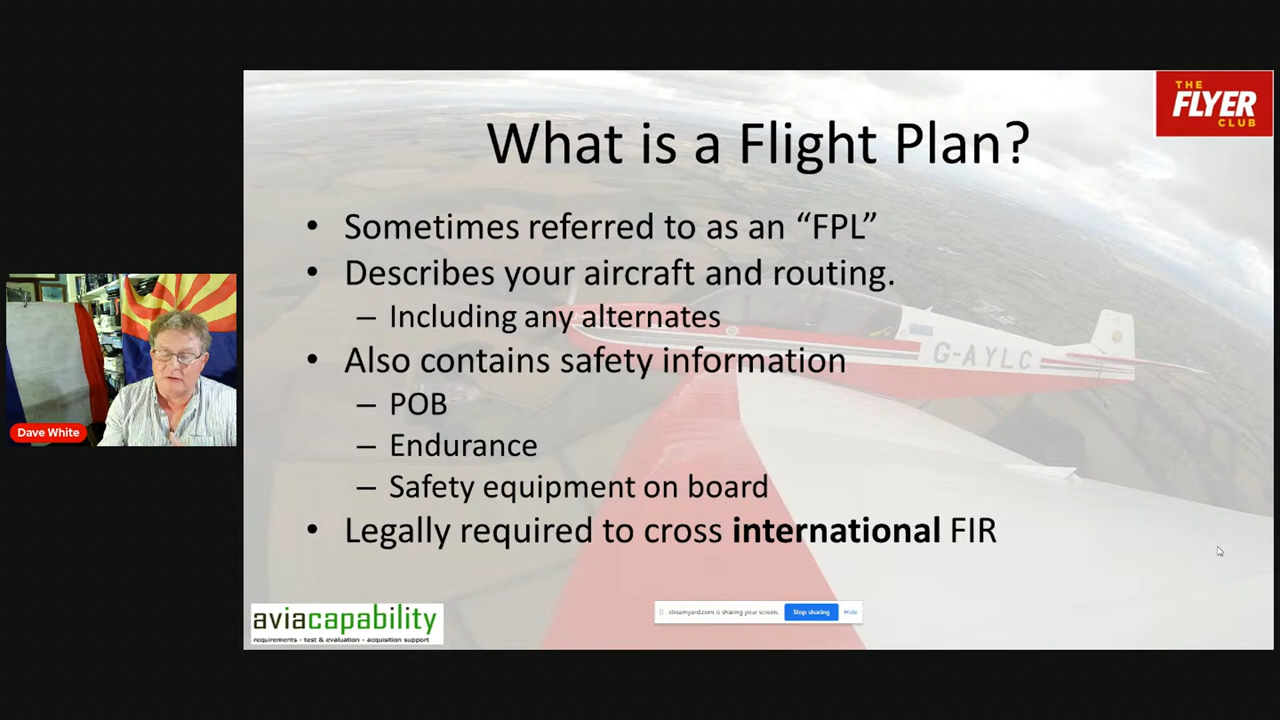 THE
FLYER
CLUB
What is a Flight Plan?
• Sometimes referred to as an “FPL”
• Describes your aircraft and routing.
– Including any alternates
• Also contains safety information
– POB
– Endurance
– Safety equipment on board
• Legally required to cross international FIR
G-AYLC
Dave White
aviacapability
requirements - test & evaluation - acquisition support
streamyard.com is sharing your screen.
Stop sharing
Hide